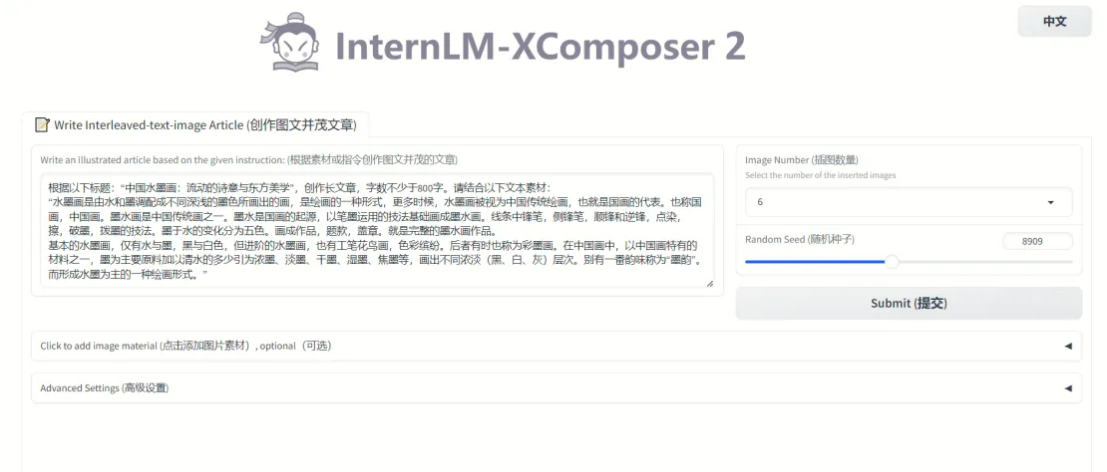 中文
InternLM-XComposer 2
Write Interleaved-text-image Article (创作图文并茂文章)
Write an illustrated article based on the given instruction: (根据素材或指令创作图文并茂的文章)
根据以下标题：“中国水墨画：流动的诗意与东方美学”，创作长文章，字数不少于800字。请结合以下文本素材：
“水墨画是由水和墨调配成不同深浅的墨色所画出的画，是绘画的一种形式，更多时候，水墨画被视为中国传统绘画，也就是国画的代表。也称国
画，中国画。墨水画是中国传统画之一。墨水是国画的起源，以笔墨运用的技法基础画成墨水画。线条中锋笔，侧锋笔，顺锋和逆锋，点染，
擦，破墨，拨墨的技法。墨于水的变化分为五色。画成作品，题款，盖章。就是完整的墨水画作品。
基本的水墨画，仅有水与墨，黑与白色，但进阶的水墨画，也有工笔花鸟画，色彩缤纷。后者有时也称为彩墨画。在中国画中，以中国画特有的
材料之一，墨为主要原料加以清水的多少引为浓墨、淡墨、干墨、湿墨、焦墨等，画出不同浓淡（黑、白、灰）层次。别有一番韵味称为“墨韵”。
而形成水墨为主的一种绘画形式。”
Image Number (插图数量)
Select the number of the inserted images
6
Random Seed (随机种子)
8909
Submit (提交)
Click to add image material (点击添加图片素材) , optional（可选）
Advanced Settings (高级设置)